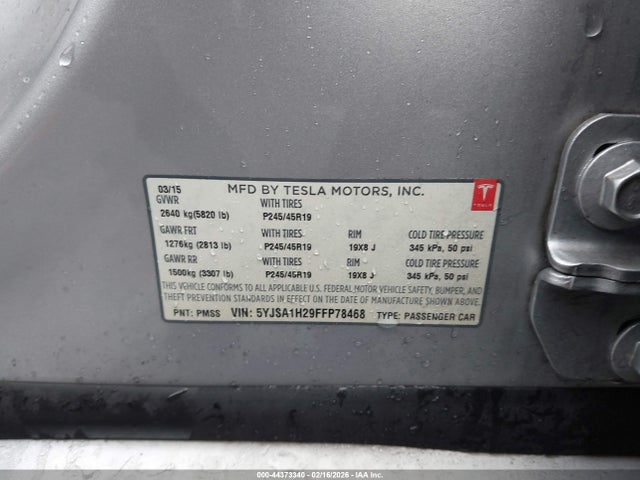 03/15 MFD BY TESLA MOTORS, INC.
GVWR WITH TIRES
2640 kg(5820 lb) P245/45R19
GAWR FRT WITH TIRES RIM COLD TIRE PRESSURE
1276kg (2813 lb) P245/45R19 19X8 J 345 kPa, 50 psi
GAWR RR WITH TIRES RIM COLD TIRE PRESSURE
1500kg (3307 lb) P245/45R19 19X8 J 345 kPa, 50 psi
THIS VEHICLE CONFORMS TO ALL APPLICABLE
U.S. FEDERAL MOTOR VEHICLE SAFETY, BUMPER, AND
THEFT PREVENTION STANDARDS IN
EFFECT ON THE DATE OF MANUFACTURE SHOWN ABOVE.
PNT: PMSS VIN: 5YJSA1H29FFP78468 TYPE: PASSENGER CAR
TESLA
000-44373340 - 02/16/2026 - IAAI.COM